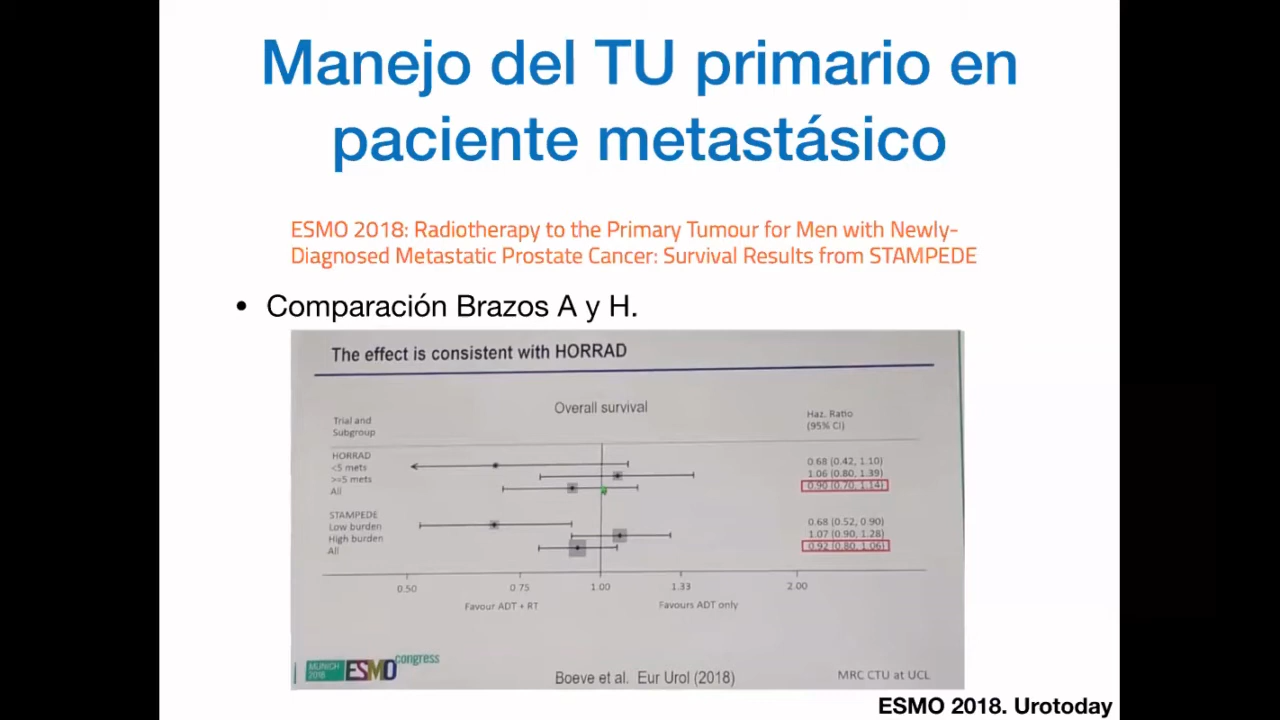 Manejo del TU primario en
paciente metastásico
ESMO 2018: Radiotherapy to the Primary Tumour for Men with Newly-
Diagnosed Metastatic Prostate Cancer: Survival Results from STAMPEDE
• Comparación Brazos A y H.
The effect is consistent with HORRAD
Overall survival
Trial and
Subgroup
Haz. Ratio
(95% CI)
HORRAD
<5 mets 0.68 (0.42, 1.10)
>=5 mets 1.06 (0.80, 1.39)
All 0.90 (0.70, 1.14)
STAMPEDE
Low burden 0.68 (0.52, 0.90)
High burden 1.07 (0.90, 1.28)
All 0.92 (0.80, 1.06)
0.50 0.75 1.00 1.33 2.00
Favour ADT + RT Favours ADT only
MUNICH
2018
ESMO congress
Boeve et al. Eur Urol (2018)
MRC CTU at UCL
ESMO 2018. Urotoday